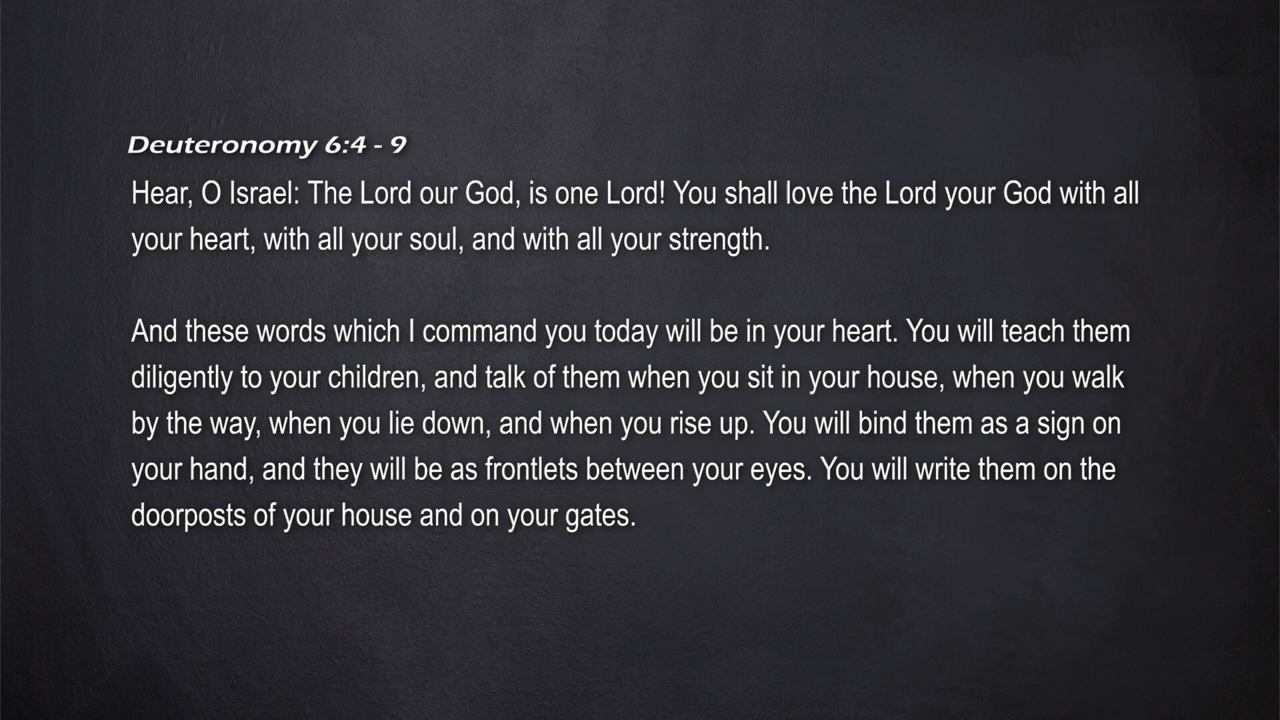 Deuteronomy 6:4 - 9
Hear, O Israel: The Lord our God, is one Lord! You shall love the Lord your God with all
your heart, with all your soul, and with all your strength.
And these words which I command you today will be in your heart. You will teach them
diligently to your children, and talk of them when you sit in your house, when you walk
by the way, when you lie down, and when you rise up. You will bind them as a sign on
your hand, and they will be as frontlets between your eyes. You will write them on the
doorposts of your house and on your gates.